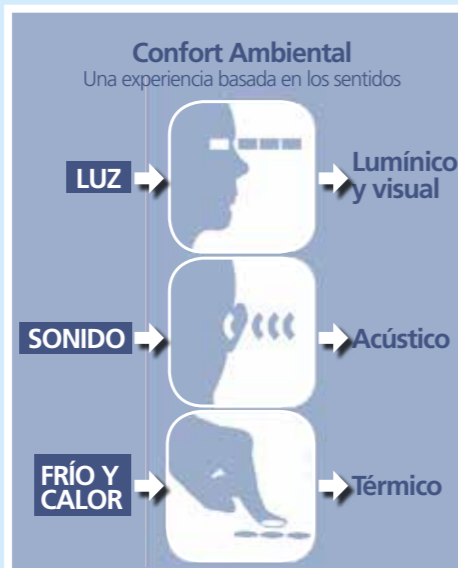 Confort Ambiental
Una experiencia basada en los sentidos
LUZ
Lumínico
y visual
SONIDO
Acústico
FRÍO Y
CALOR
Térmico